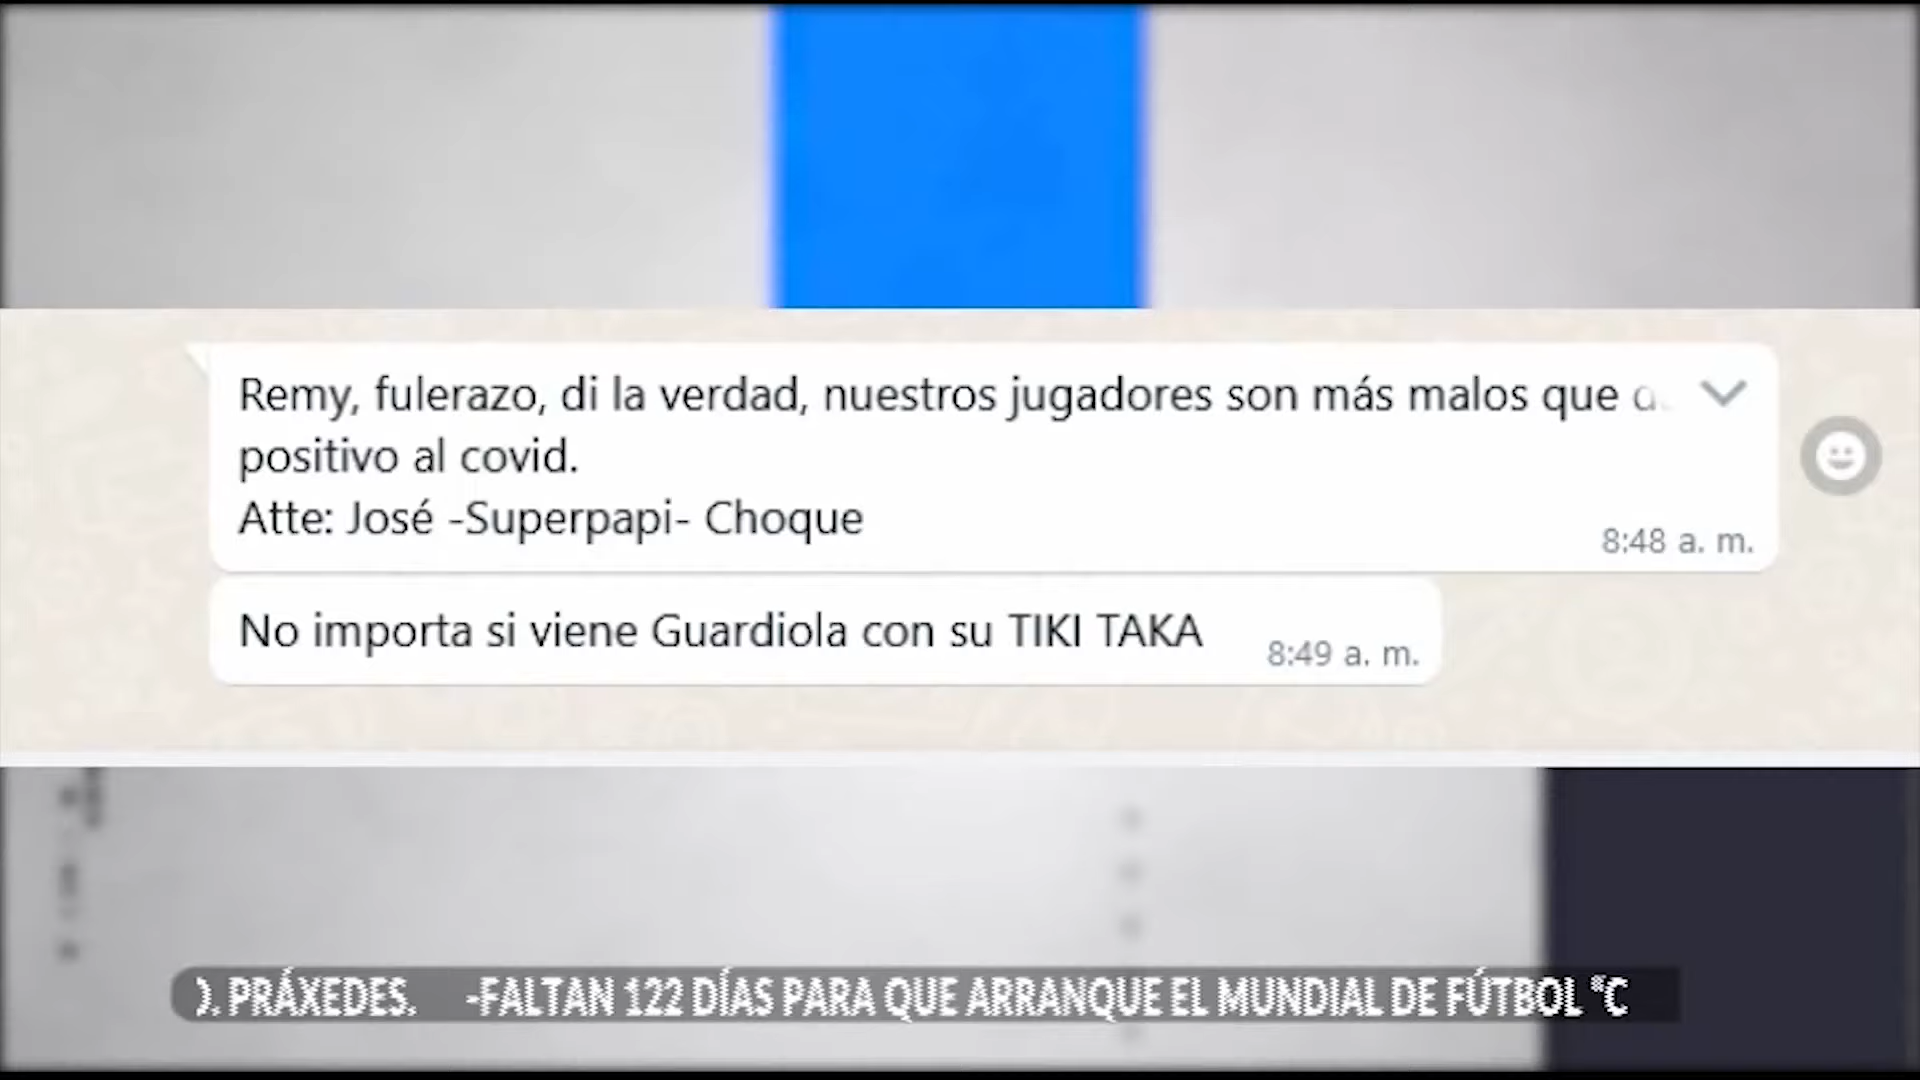 Remy, fulerazo, di la verdad, nuestros jugadores son más malos que
positivo al covid.
Atte: José -Superpapi- Choque
8:48 a. m.
No importa si viene Guardiola con su TIKI TAKA
8:49 a. m.
). PRÁXEDES. -FALTAN 122 DÍAS PARA QUE ARRANQUE EL MUNDIAL DE FÚTBOL °C